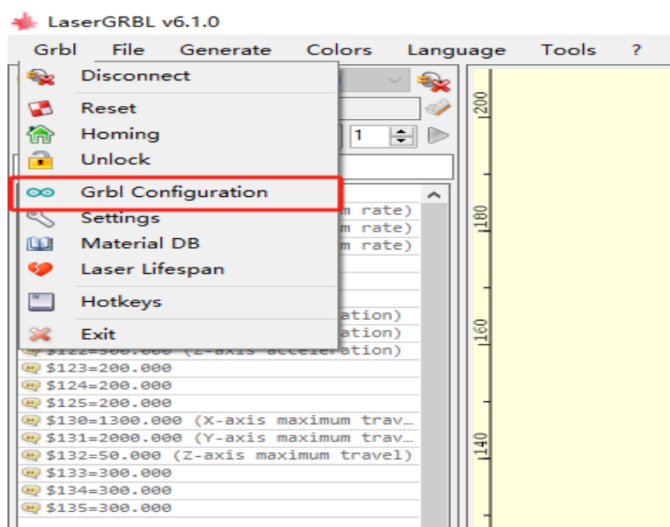 LaserGRBL v6.1.0
Grbl File Generate Colors Language Tools ?
Disconnect
Reset
Homing
Unlock
1
Grbl Configuration
Settings
Material DB
Laser Lifespan
Hotkeys
Exit
m rate)
m rate)
m rate)
ation)
ation)
$122=500.000 (Z-axis acceleration)
$123=200.000
$124=200.000
$125=200.000
$130=1300.000 (X-axis maximum trav…
$131=2000.000 (Y-axis maximum trav…
$132=50.000 (Z-axis maximum travel)
$133=300.000
$134=300.000
$135=300.000
200
180
160
140